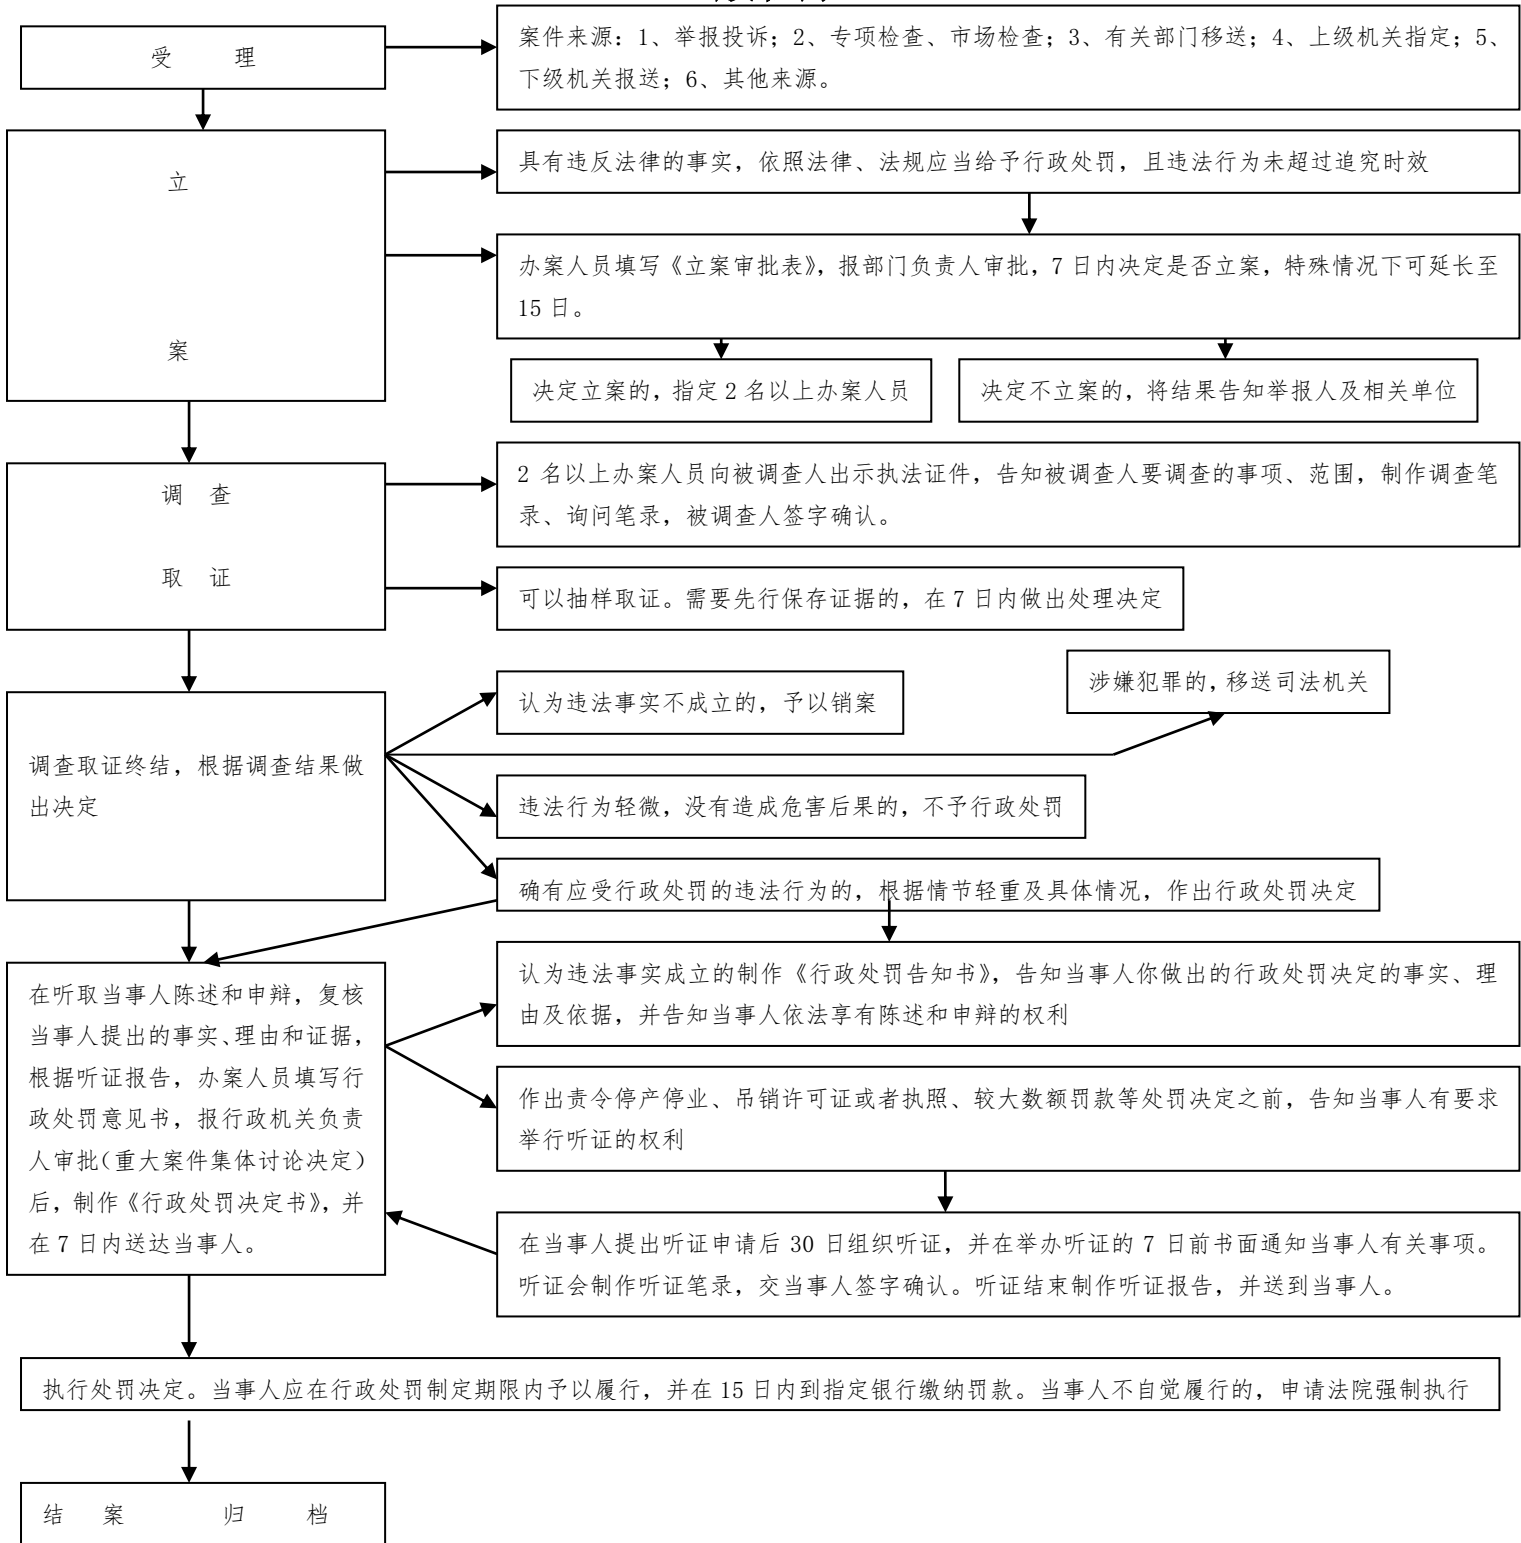 受 理
案件来源：1、举报投诉；2、专项检查、市场检查；3、有关部门移送；4、上级机关指定；5、
下级机关报送；6、其他来源。
立
案
具有违反法律的事实，依照法律、法规应当给予行政处罚，且违法行为未超过追究时效
办案人员填写《立案审批表》，报部门负责人审批，7 日内决定是否立案，特殊情况下可延长至
15 日。
决定立案的，指定 2 名以上办案人员
决定不立案的，将结果告知举报人及相关单位
调 查
取 证
2 名以上办案人员向被调查人出示执法证件，告知被调查人要调查的事项、范围，制作调查笔
录、询问笔录，被调查人签字确认。
可以抽样取证。需要先行保存证据的，在 7 日内做出处理决定
调查取证终结，根据调查结果做
出决定
认为违法事实不成立的，予以销案
涉嫌犯罪的，移送司法机关
违法行为轻微，没有造成危害后果的，不予行政处罚
确有应受行政处罚的违法行为的，根据情节轻重及具体情况，作出行政处罚决定
在听取当事人陈述和申辩，复核
当事人提出的事实、理由和证据，
根据听证报告，办案人员填写行
政处罚意见书，报行政机关负责
人审批（重大案件集体讨论决定）
后，制作《行政处罚决定书》，并
在 7 日内送达当事人。
认为违法事实成立的制作《行政处罚告知书》，告知当事人你做出的行政处罚决定的事实、理
由及依据，并告知当事人依法享有陈述和申辩的权利
作出责令停产停业、吊销许可证或者执照、较大数额罚款等处罚决定之前，告知当事人有要求
举行听证的权利
在当事人提出听证申请后 30 日组织听证，并在举办听证的 7 日前书面通知当事人有关事项。
听证会制作听证笔录，交当事人签字确认。听证结束制作听证报告，并送到当事人。
执行处罚决定。当事人应在行政处罚制定期限内予以履行，并在 15 日内到指定银行缴纳罚款。当事人不自觉履行的，申请法院强制执行
结 案 归 档